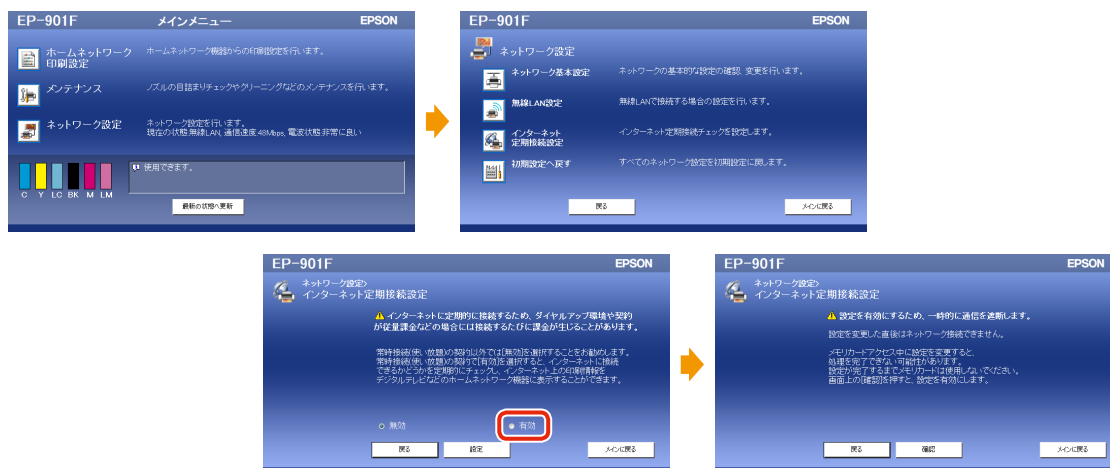 EP-901F メインメニュー EPSON
ホームネットワーク
印刷設定
ホームネットワーク機器からの印刷設定を行います。
メンテナンス
ノズルの目詰まりチェックやクリーニングなどのメンテナンスを行います。
ネットワーク設定
ネットワーク設定を行います。
現在の状態:無線LAN, 通信速度:48Mbps, 電波状態:非常に良い
使用できます。
C Y LC BK M LM
最新の状態へ更新
EP-901F EPSON
ネットワーク設定
ネットワーク基本設定
ネットワークの基本的な設定の確認、変更を行います。
無線LAN設定
無線LANで接続する場合の設定を行います。
インターネット
定期接続設定
インターネット定期接続チェックを設定します。
初期設定へ戻す
すべてのネットワーク設定を初期設定に戻します。
戻る メインに戻る
EP-901F EPSON
ネットワーク設定>
インターネット定期接続設定
インターネットに定期的に接続するため、ダイヤルアップ環境や契約
が従量課金などの場合には接続するたびに課金が生じることがあります。
常時接続(使い放題)の契約以外では[無効]を選択することをお勧めします。
常時接続(使い放題)の契約で[有効]を選択すると、インターネットに接続
できるかどうかを定期的にチェックし、インターネット上の印刷情報を
デジタルテレビなどのホームネットワーク機器に表示することができます。
無効 有効
戻る 設定 メインに戻る
EP-901F EPSON
ネットワーク設定>
インターネット定期接続設定
設定を有効にするため、一時的に通信を遮断します。
設定を変更した直後はネットワーク接続できません。
メモリカードアクセス中に設定を変更すると、
処理を完了できない可能性があります。
設定が完了するまでメモリカードは使用しないでください。
画面上の[確認]を押すと、設定を有効にします。
戻る 確認 メインに戻る